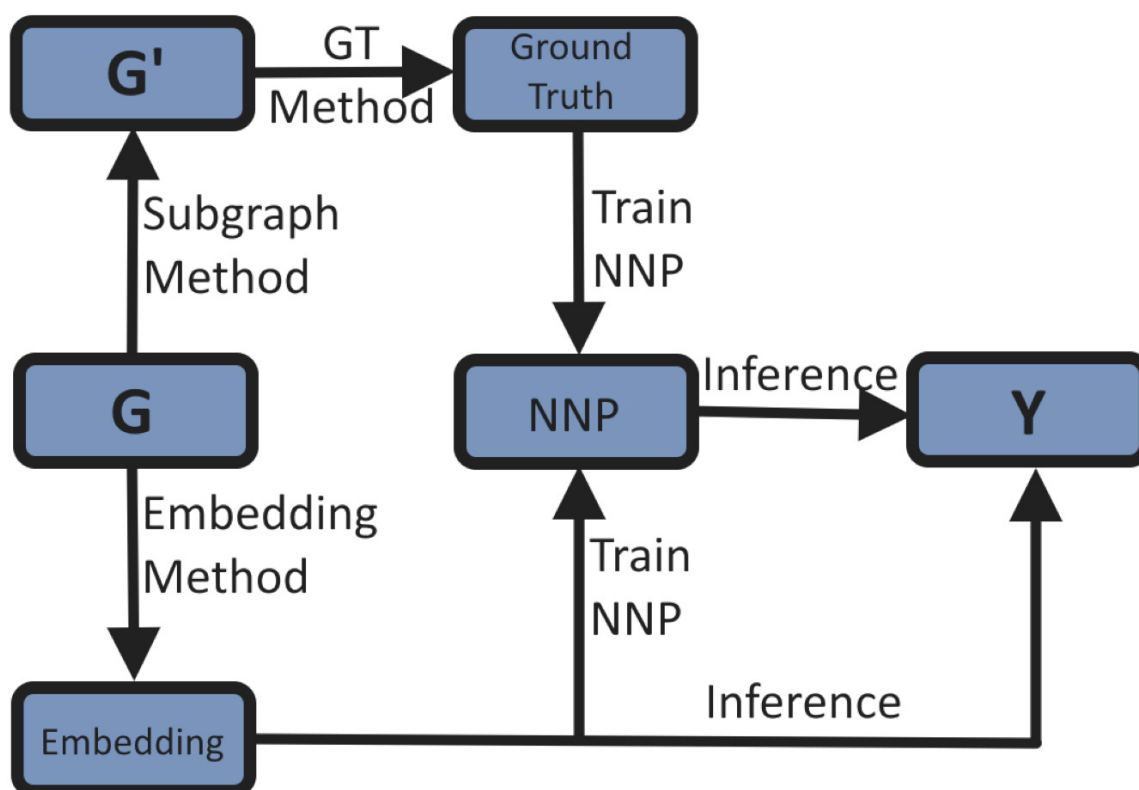 G'
GT
Method
Ground
Truth
Subgraph
Method
Train
NNP
G
NNP
Inference
Y
Embedding
Method
Train
NNP
Embedding
Inference